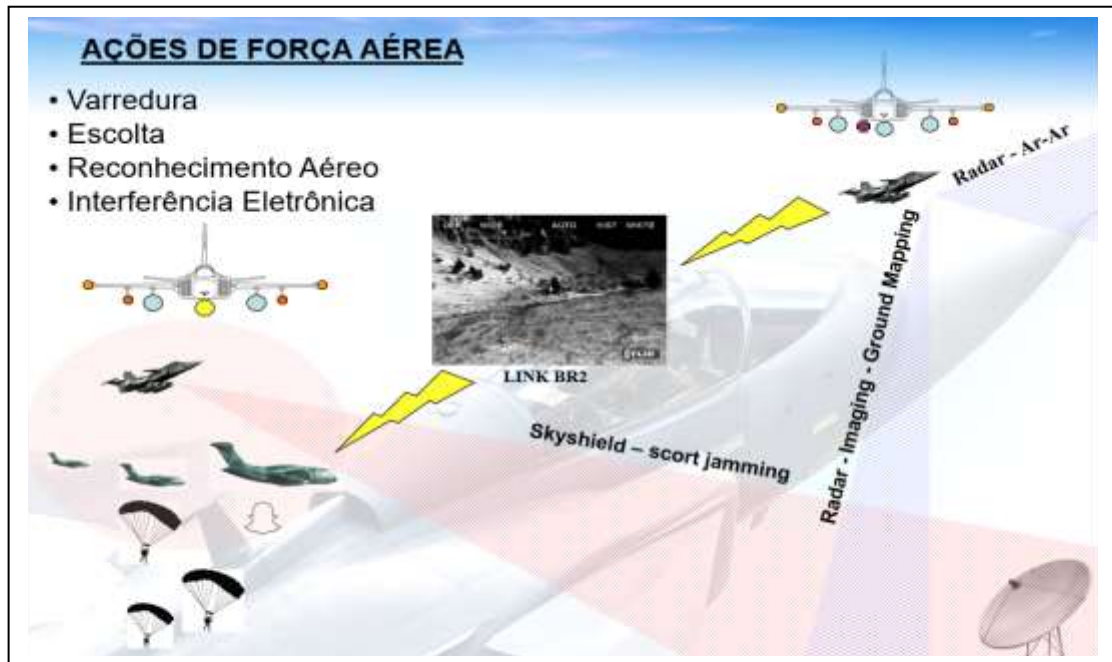 AÇÕES DE FORÇA AÉREA
• Varredura
• Escolta
• Reconhecimento Aéreo
• Interferência Eletrônica
Radar - Ar-Ar
Radar - Imaging - Ground Mapping
LINK BR2
Skyshield – scort jamming